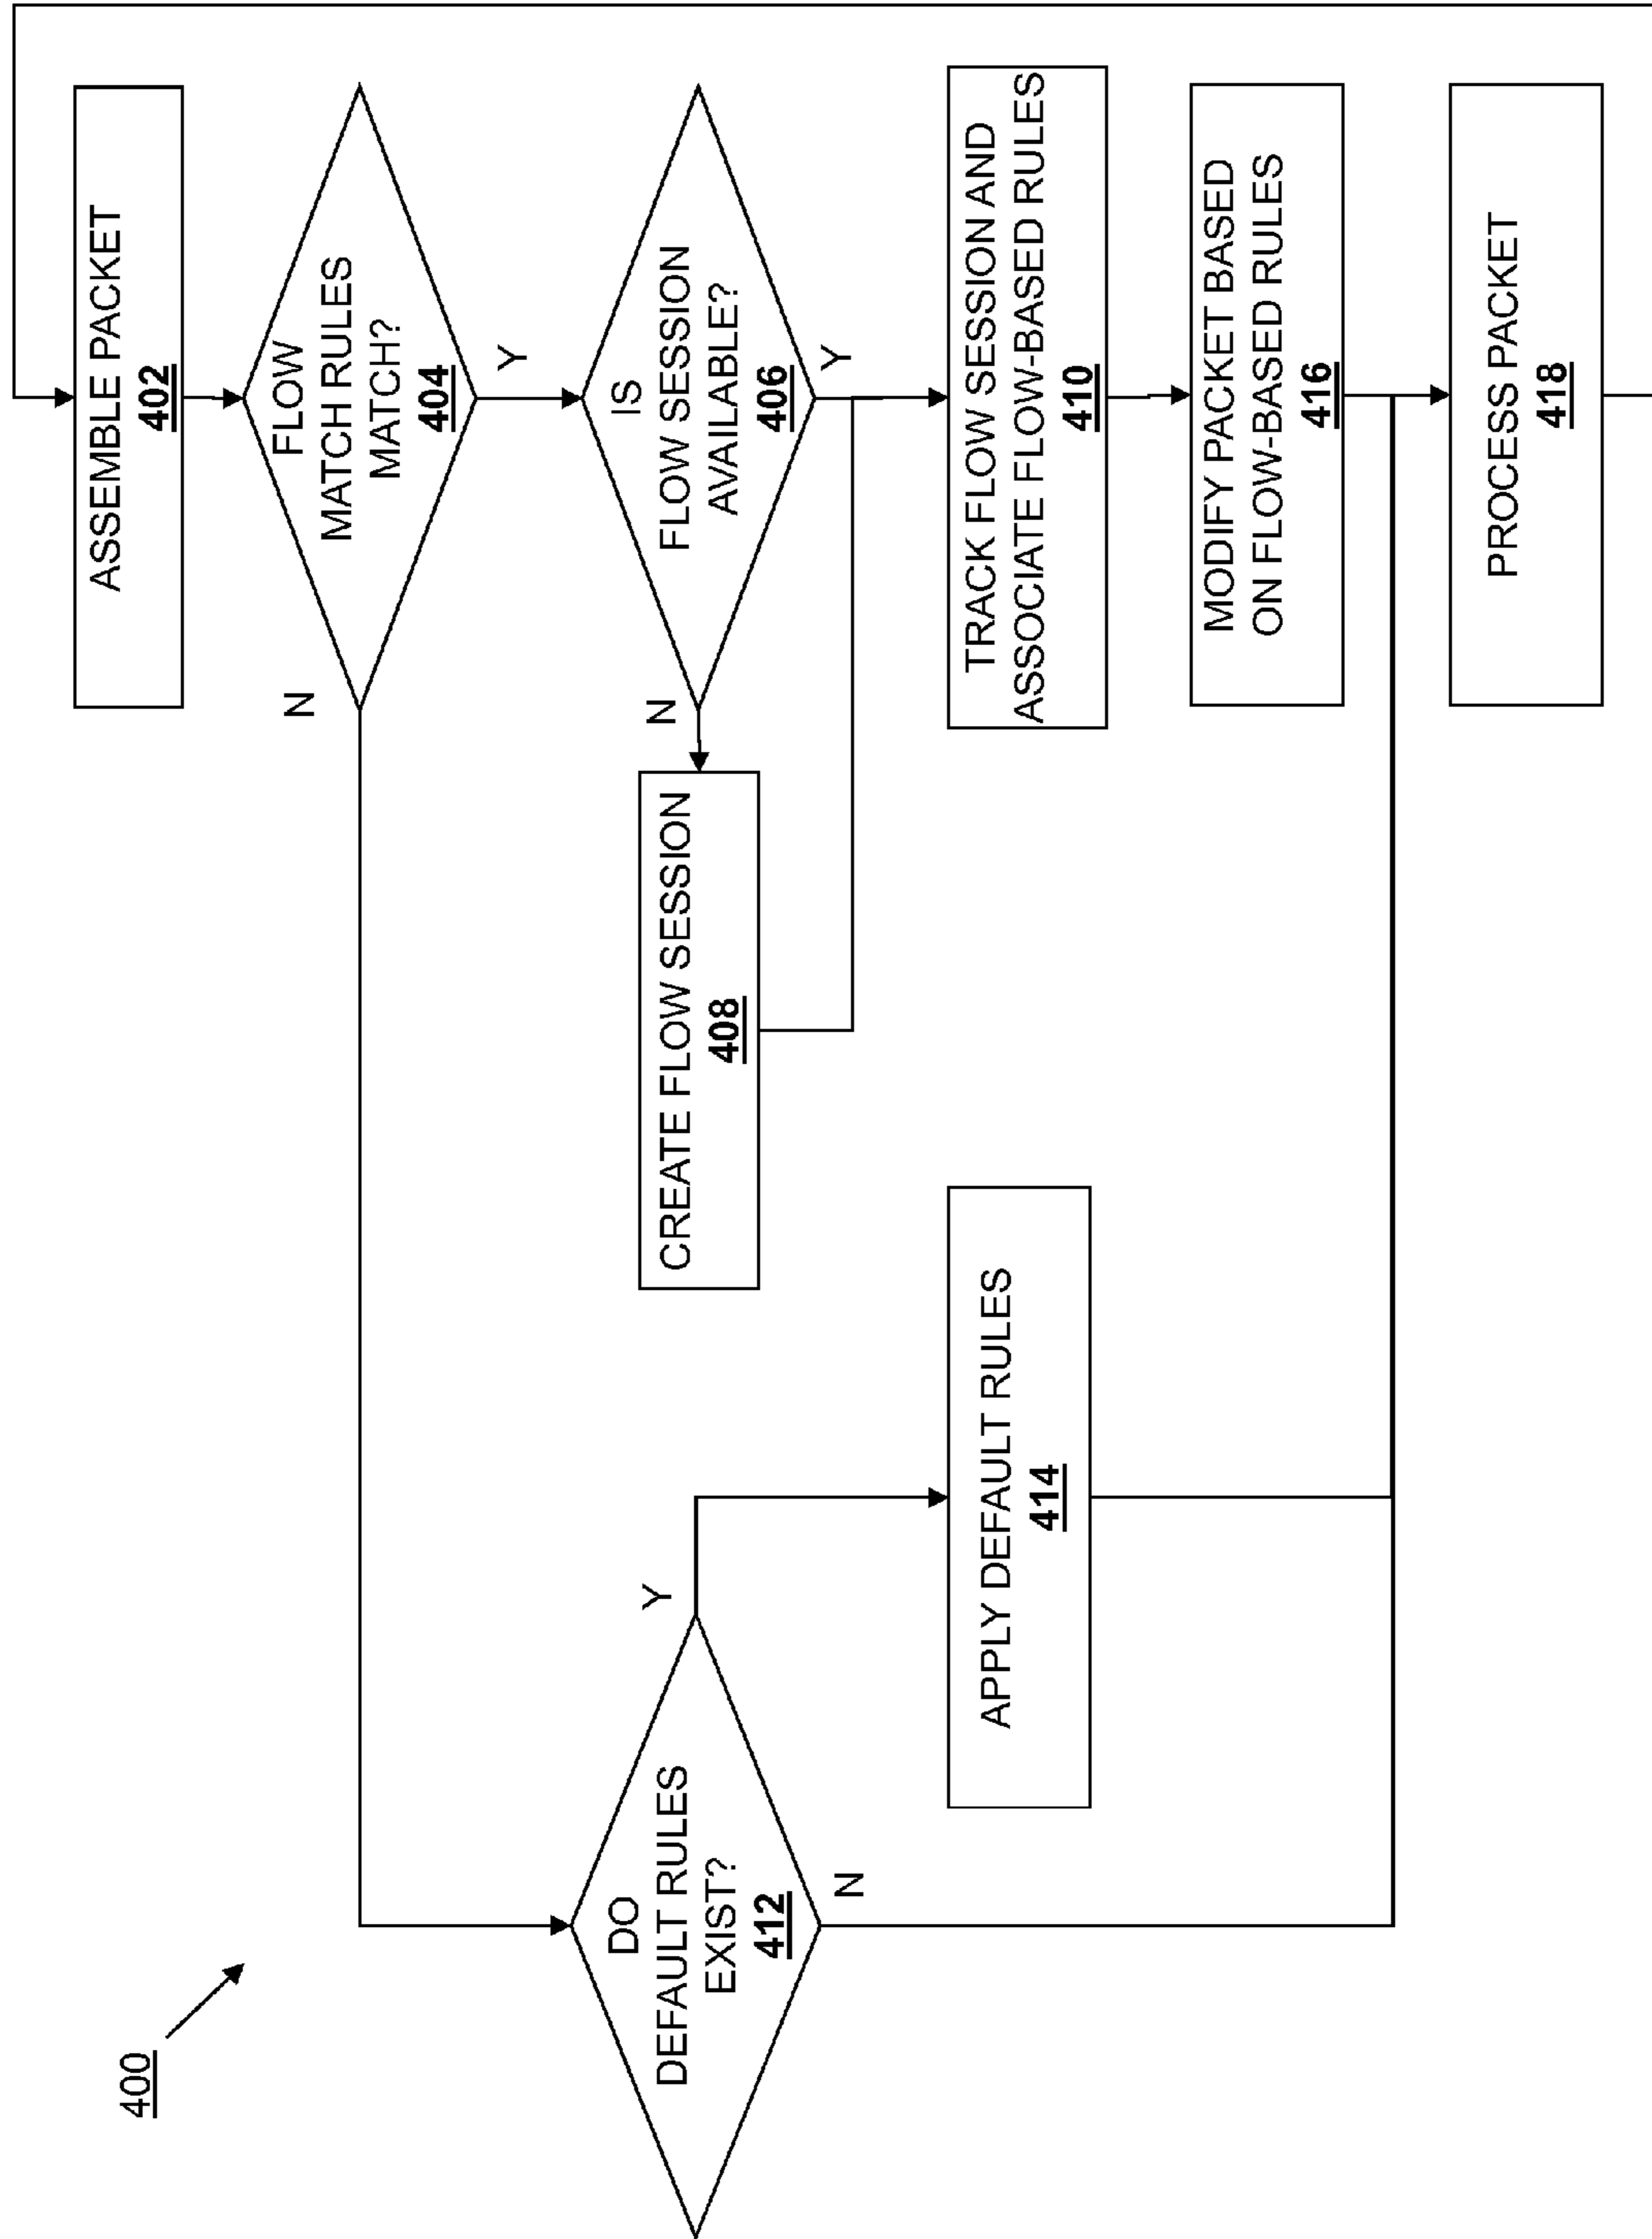 400
ASSEMBLE PACKET
402
FLOW
MATCH RULES
MATCH?
404
N
Y
IS
FLOW SESSION
AVAILABLE?
406
N
Y
CREATE FLOW SESSION
408
TRACK FLOW SESSION AND
ASSOCIATE FLOW-BASED RULES
410
DO
DEFAULT RULES
EXIST?
412
Y
N
APPLY DEFAULT RULES
414
MODIFY PACKET BASED
ON FLOW-BASED RULES
416
PROCESS PACKET
418